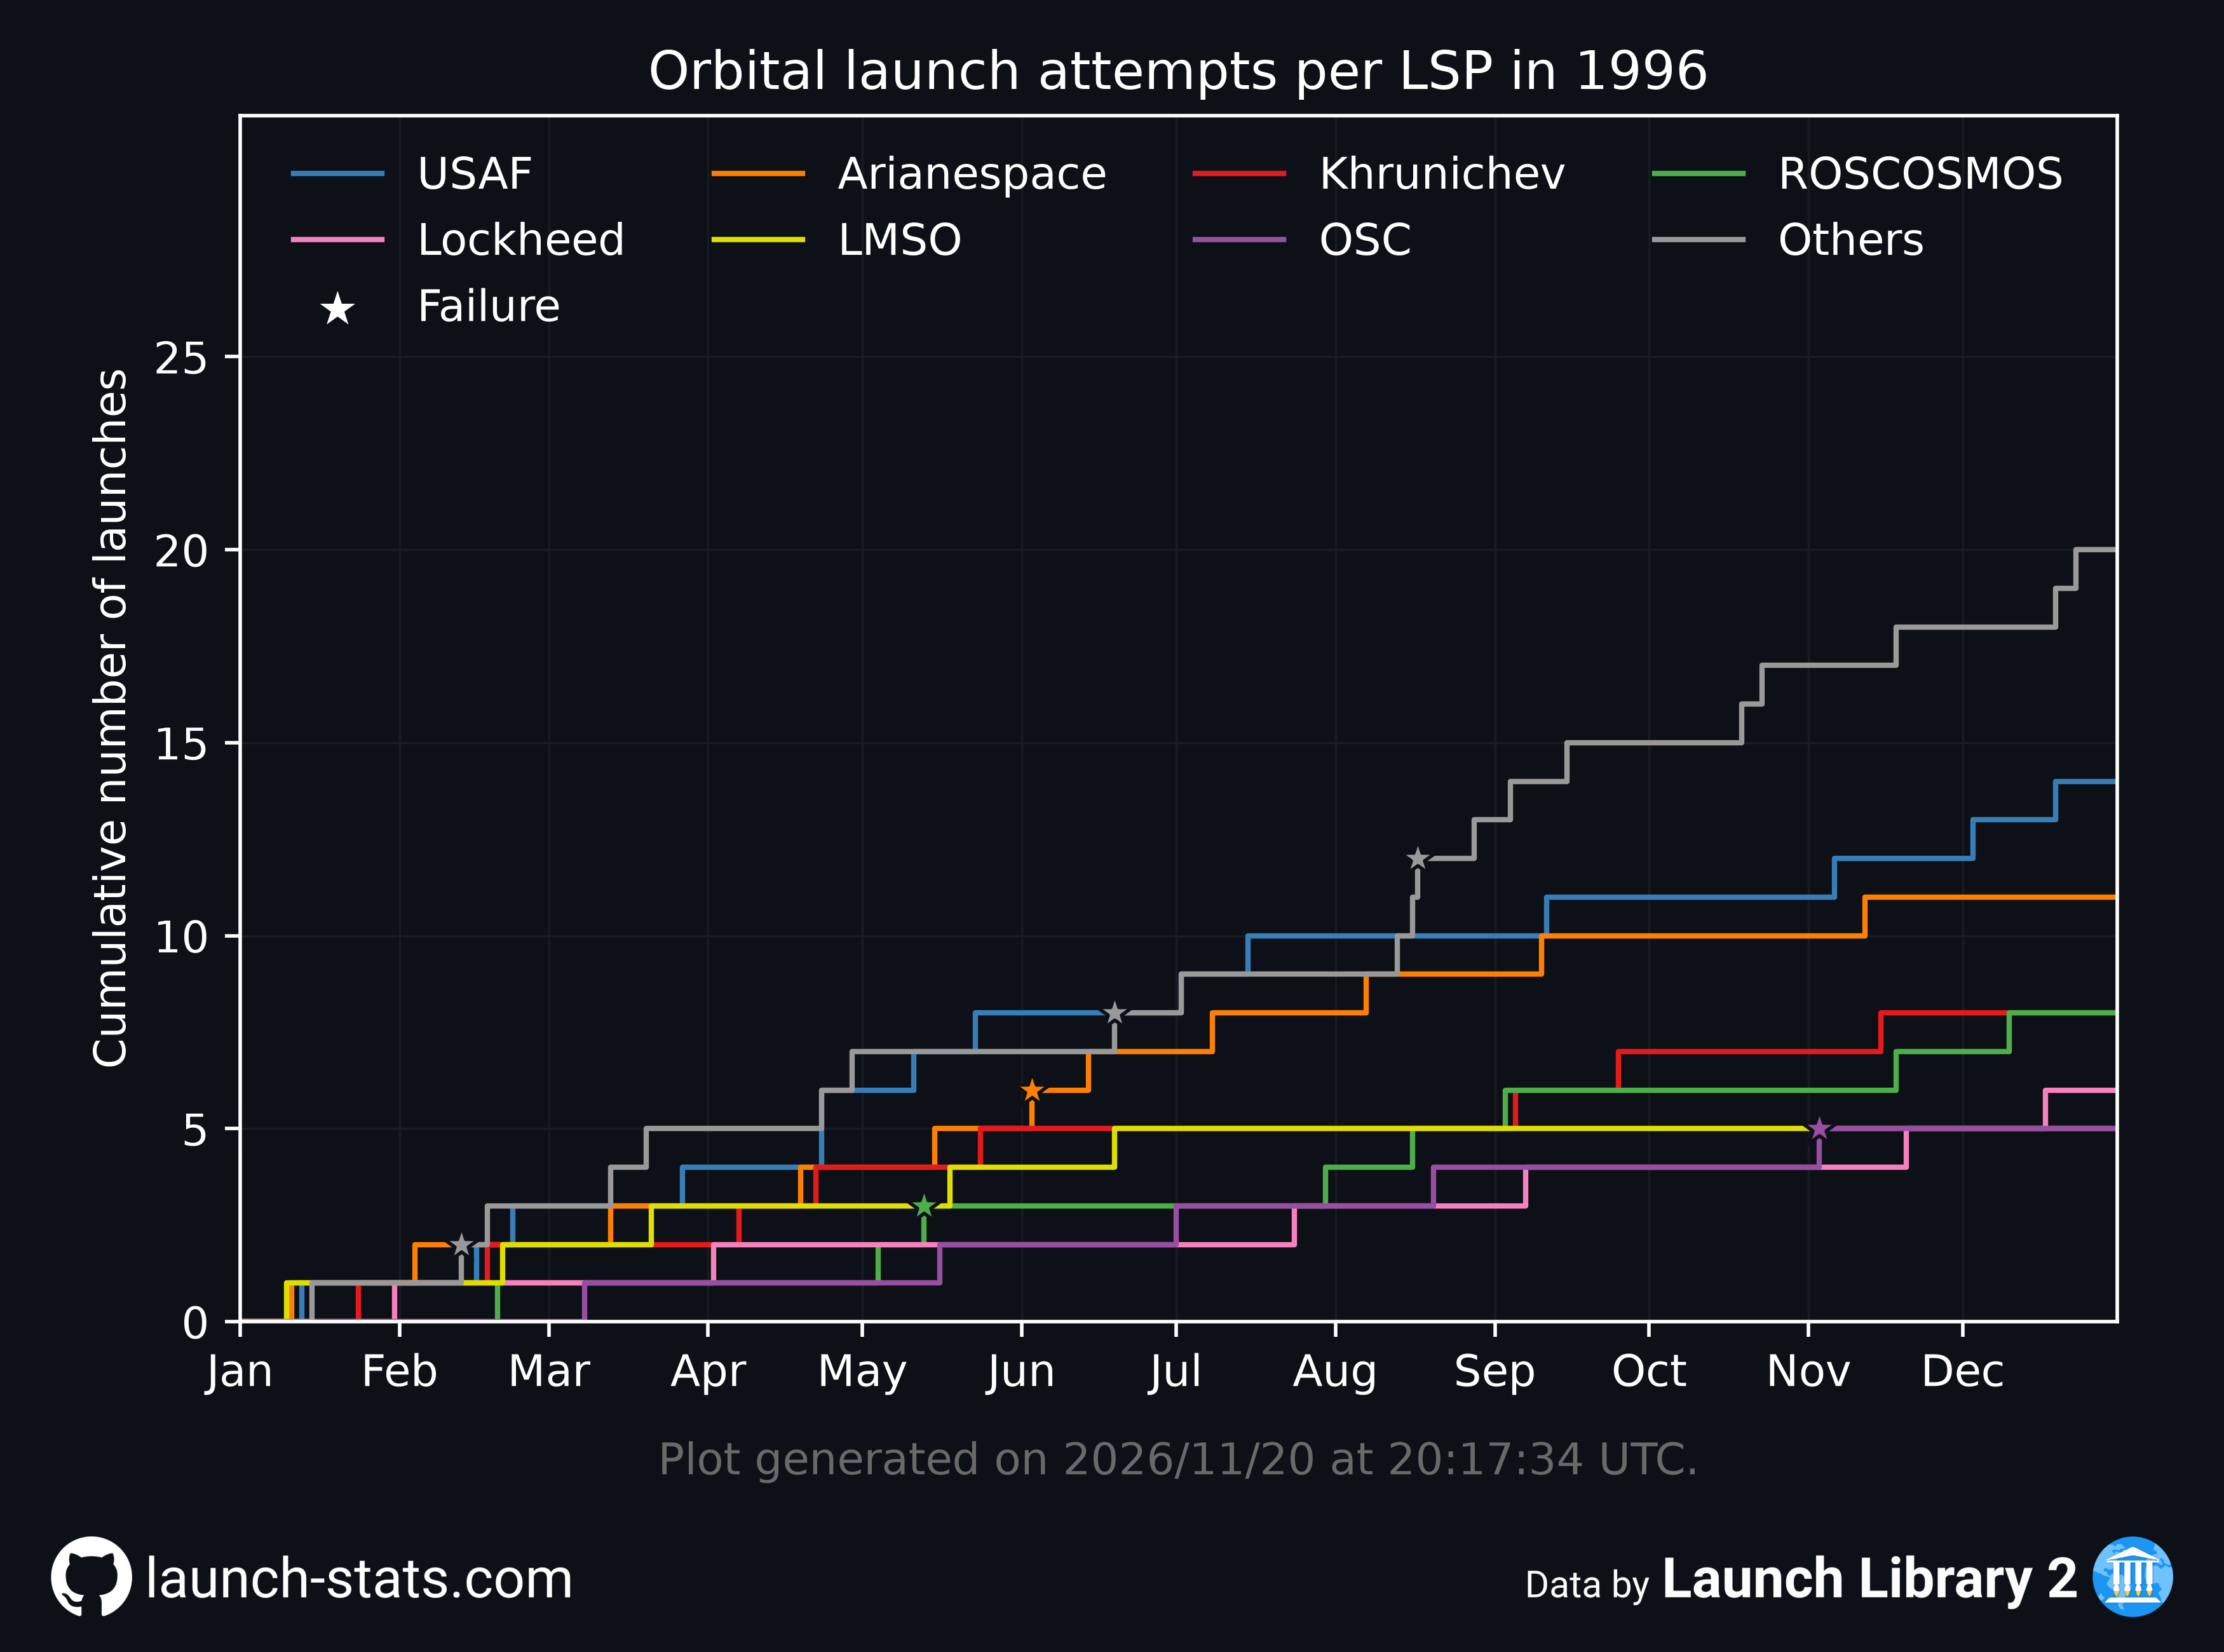 Orbital launch attempts per LSP in 1996
USAF Arianespace Khrunichev ROSCOSMOS
Lockheed LMSO OSC Others
Failure
Cumulative number of launches
25
20
15
10
5
0
Jan Feb Mar Apr May Jun Jul Aug Sep Oct Nov Dec
Plot generated on 2026/11/20 at 20:17:34 UTC.
launch-stats.com
Data by Launch Library 2